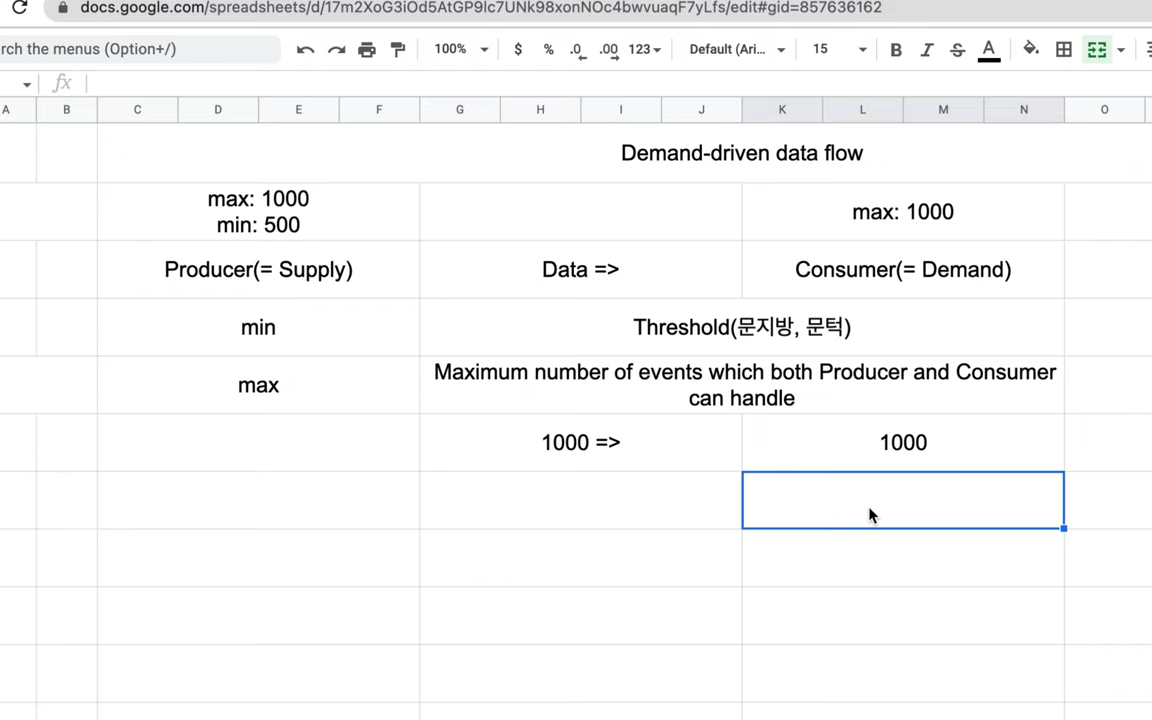 docs.google.com/spreadsheets/d/17m2XoG3iOd5AtGP9lc7UNk98xonNOc4bwvuaqF7yLfs/edit#gid=857636162
rch the menus (Option+/)
100%
$ % .0 .00 123
Default (Ari...
15
B I S A
fx
A B C D E F G H I J K L M N O
Demand-driven data flow
max: 1000
min: 500
max: 1000
Producer(= Supply)
Data =>
Consumer(= Demand)
min
Threshold(문지방, 문턱)
max
Maximum number of events which both Producer and Consumer
can handle
1000 =>
1000